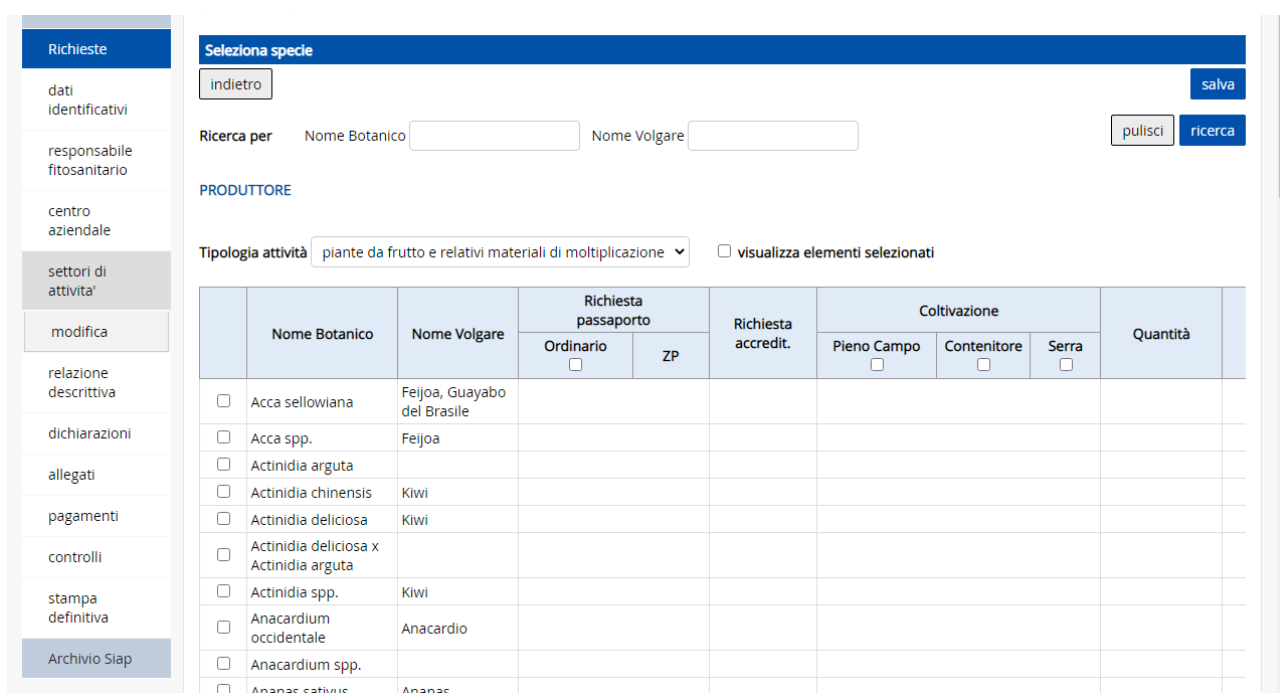 Richieste
dati
identificativi
responsabile
fitosanitario
centro
aziendale
settori di
attivita'
modifica
relazione
descrittiva
dichiarazioni
allegati
pagamenti
controlli
stampa
definitiva
Archivio Siap
Seleziona specie
indietro
salva
Ricerca per Nome Botanico Nome Volgare pulisci ricerca
PRODUTTORE
Tipologia attività piante da frutto e relativi materiali di moltiplicazione visualizza elementi selezionati
Nome Botanico Nome Volgare
Richiesta
passaporto
Ordinario ZP
Richiesta
accredit.
Coltivazione
Pieno Campo Contenitore Serra
Quantità
Acca sellowiana Feijoa, Guayabo
del Brasile
Acca spp. Feijoa
Actinidia arguta
Actinidia chinensis Kiwi
Actinidia deliciosa Kiwi
Actinidia deliciosa x
Actinidia arguta
Actinidia spp. Kiwi
Anacardium
occidentale Anacardio
Anacardium spp.
Ananas sativus Ananas